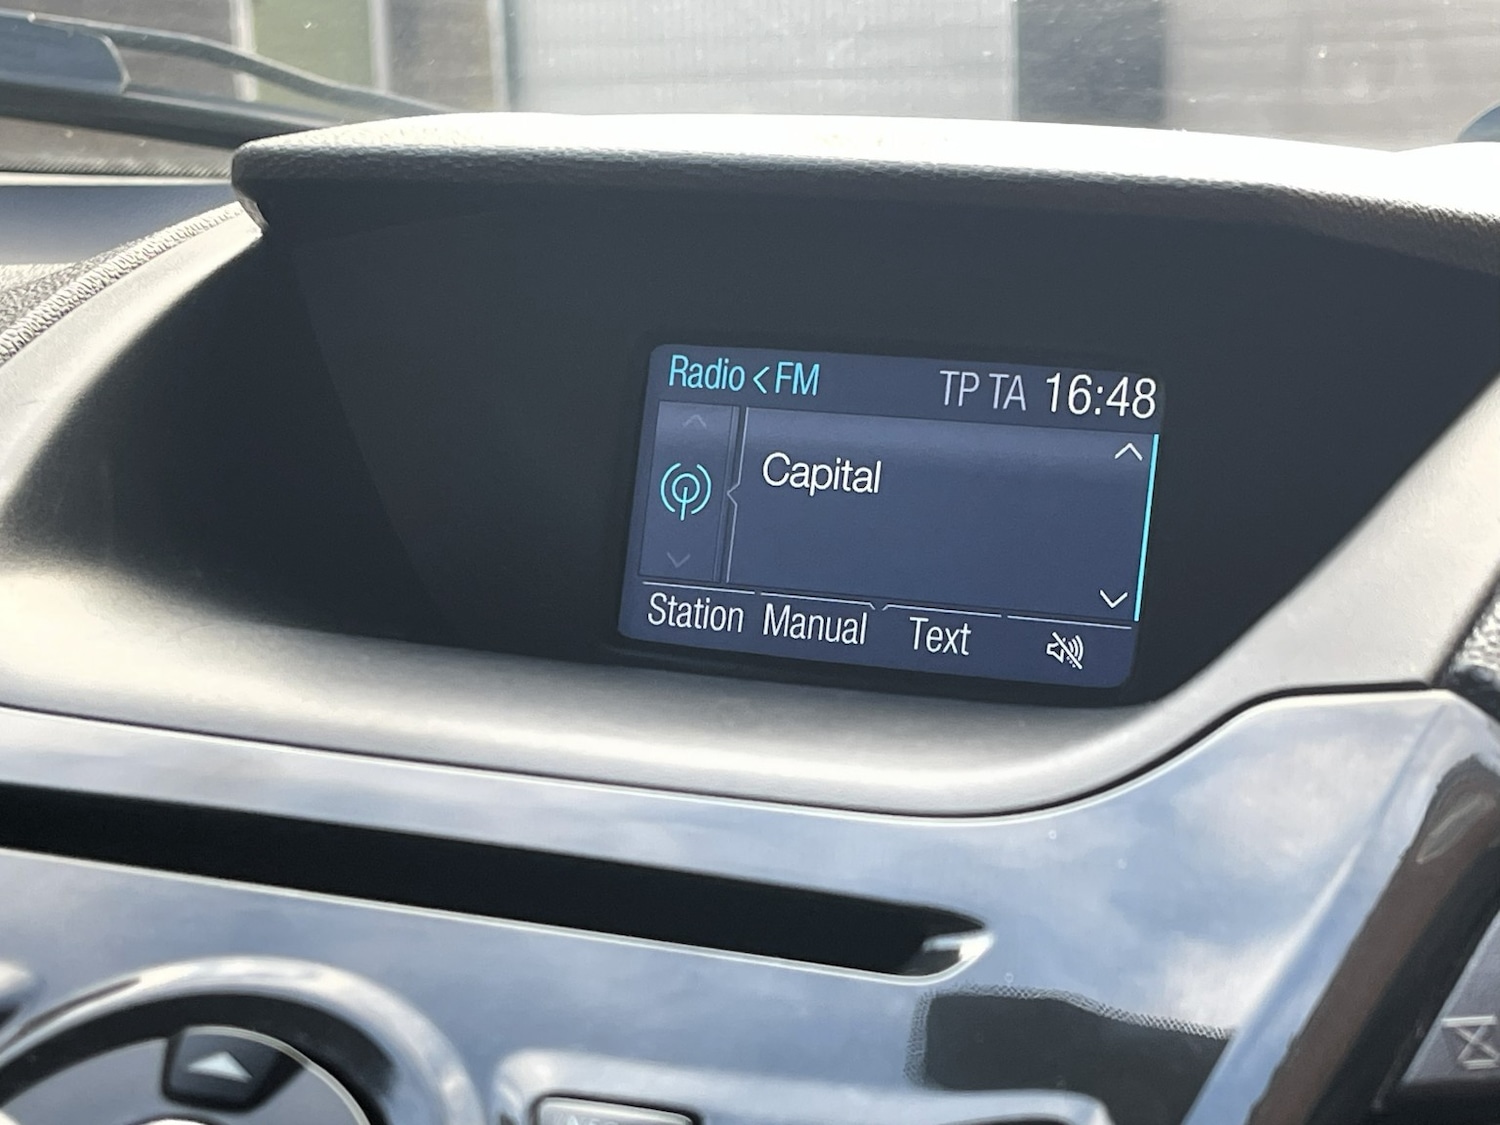 Radio < FM TP TA 16:48
Capital
Station Manual Text